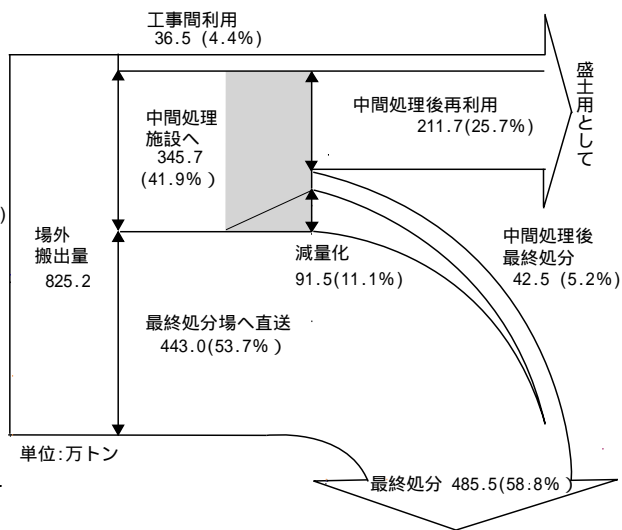 工事間利用
36.5 (4.4%)
盛土用として
中間処理
施設へ
345.7
(41.9% )
中間処理後再利用
211.7(25.7%)
)
場外
搬出量
825.2
減量化
91.5(11.1%)
中間処理後
最終処分
42.5 (5.2%)
最終処分場へ直送
443.0(53.7% )
単位:万トン
最終処分 485.5(58.8% )